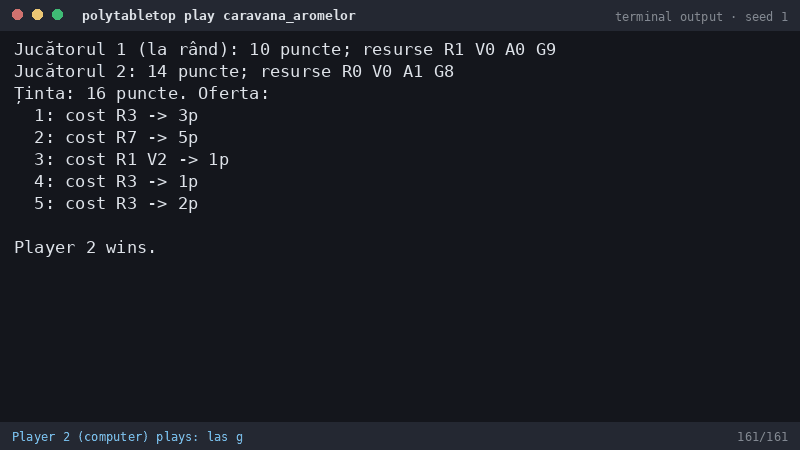 polytabletop play caravana_aromelor
terminal output · seed 1
Jucătorul 1 (la rând): 10 puncte; resurse R1 V0 A0 G9
Jucătorul 2: 14 puncte; resurse R0 V0 A1 G8
Ținta: 16 puncte. Oferta:
1: cost R3 -> 3p
2: cost R7 -> 5p
3: cost R1 V2 -> 1p
4: cost R3 -> 1p
5: cost R3 -> 2p
Player 2 wins.
Player 2 (computer) plays: las g
161/161